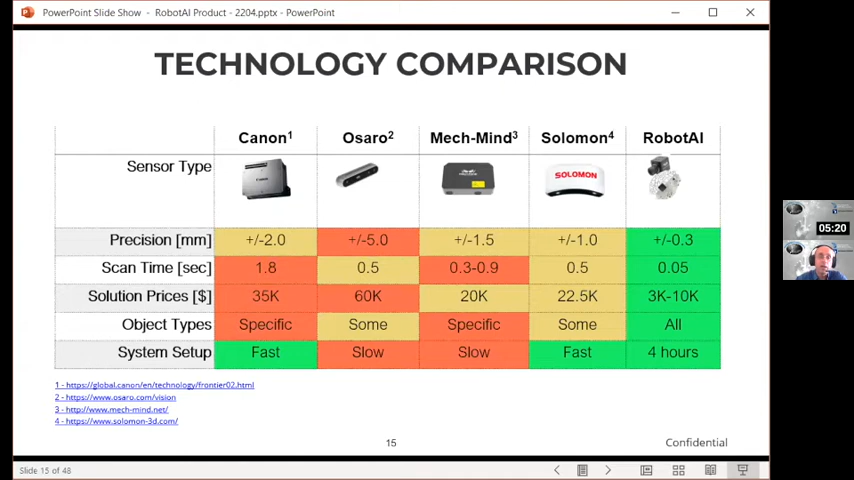 PowerPoint Slide Show - RobotAI Product - 2204.pptx - PowerPoint
TECHNOLOGY COMPARISON
Canon1 Osaro2 Mech-Mind3 Solomon4 RobotAI
Sensor Type
SOLOMON
Precision [mm] +/-2.0 +/-5.0 +/-1.5 +/-1.0 +/-0.3
Scan Time [sec] 1.8 0.5 0.3-0.9 0.5 0.05
Solution Prices [$] 35K 60K 20K 22.5K 3K-10K
Object Types Specific Some Specific Some All
System Setup Fast Slow Slow Fast 4 hours
1 - https://global.canon/en/technology/frontier02.html
2 - https://www.osaro.com/vision
3 - http://www.mech-mind.net/
4 - https://www.solomon-3d.com/
15
Confidential
Slide 15 of 48
05:20